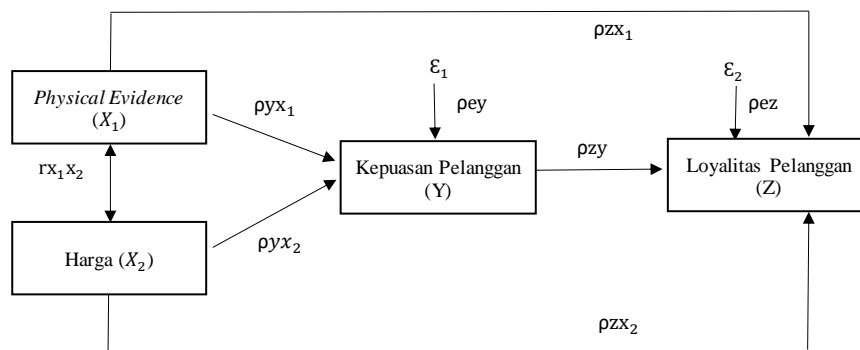 ρzx₁
Ɛ₁
Ɛ₂
Physical Evidence
(X₁)
ρyx₁
ρey
ρez
Kepuasan Pelanggan
(Y)
ρzy
Loyalitas Pelanggan
(Z)
rx₁x₂
Harga (X₂)
ρyx₂
ρzx₂